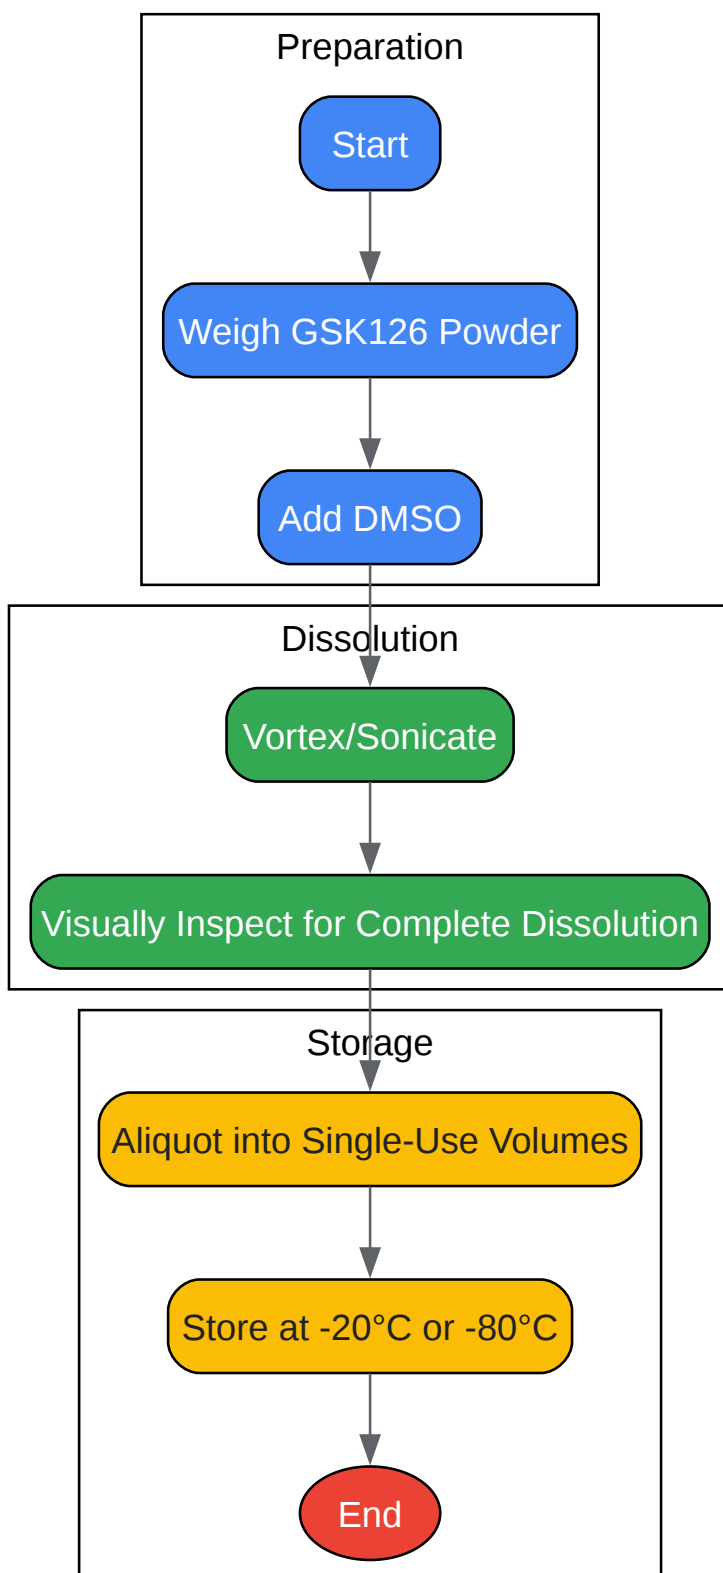 Preparation
Start
Weigh GSK126 Powder
Add DMSO
Dissolution
Vortex/Sonicate
Visually Inspect for Complete Dissolution
Storage
Aliquot into Single-Use Volumes
Store at -20°C or -80°C
End